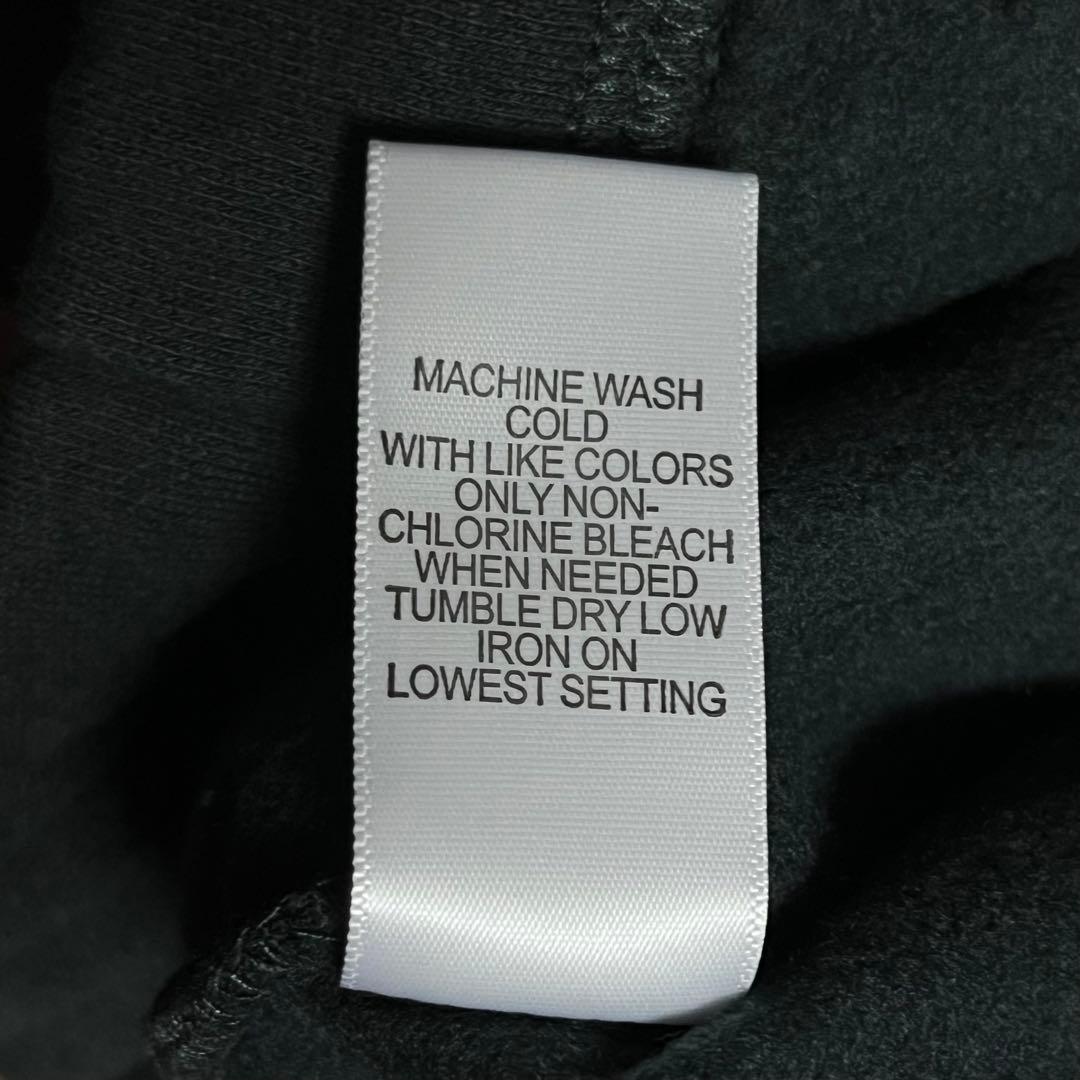 MACHINE WASH
COLD
WITH LIKE COLORS
ONLY NON-
CHLORINE BLEACH
WHEN NEEDED
TUMBLE DRY LOW
IRON ON
LOWEST SETTING